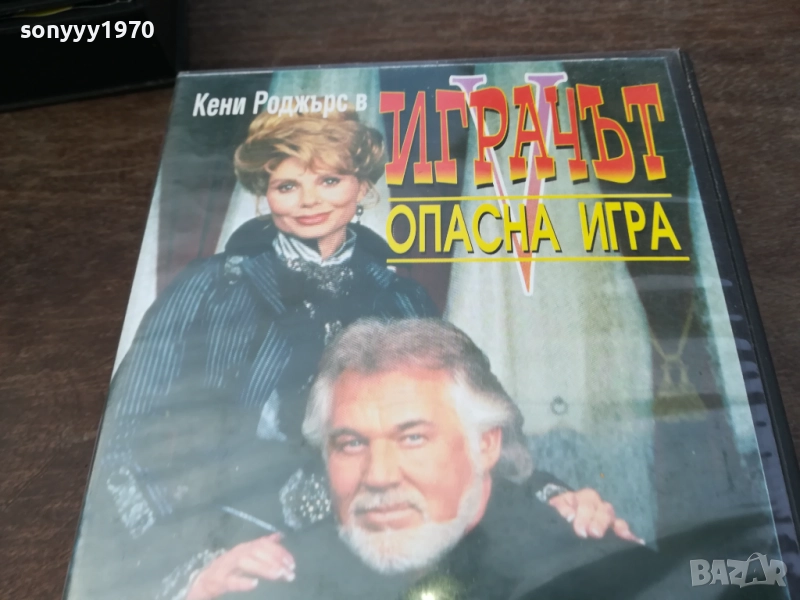 sonyyy1970
Кени Роджърс в
ИГРАЧЪТ
V
ОПАСНА ИГРА
BAZAR